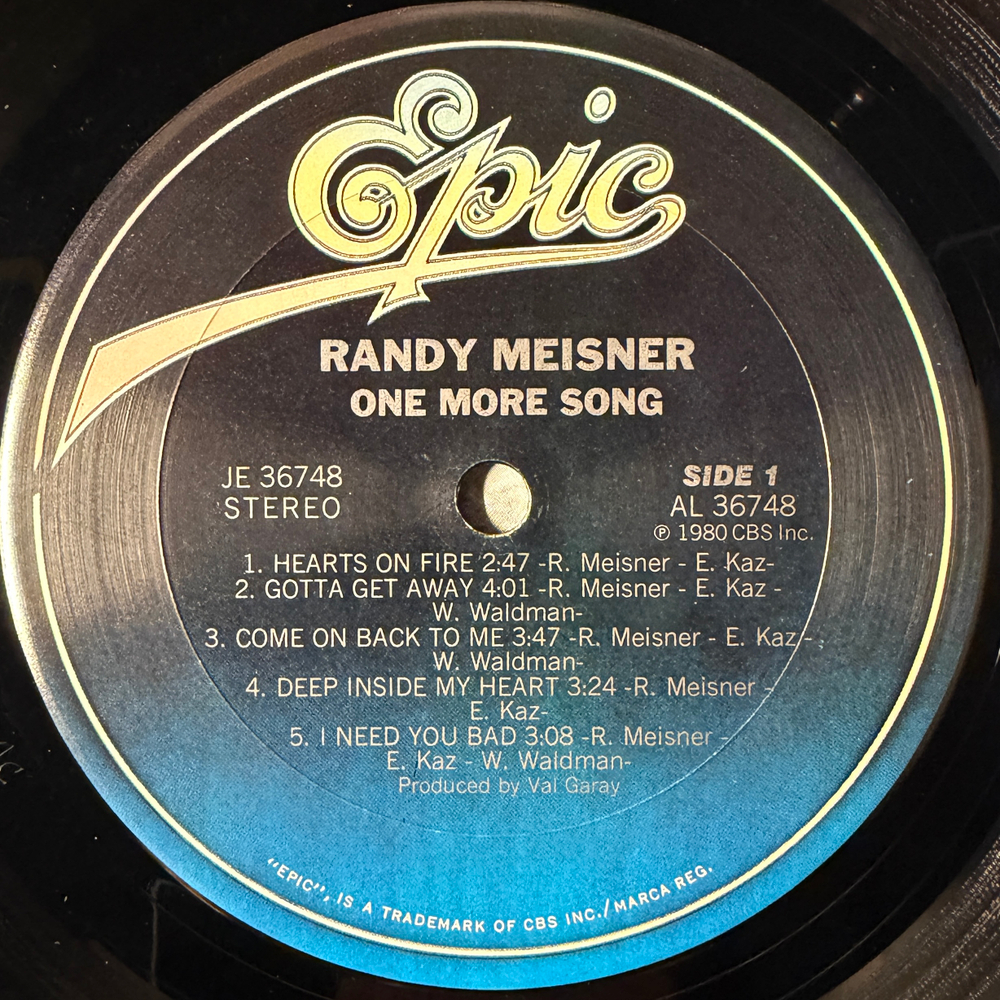 Epic
RANDY MEISNER
ONE MORE SONG
JE 36748
STEREO
SIDE 1
AL 36748
℗ 1980 CBS Inc.
1. HEARTS ON FIRE 2:47 -R. Meisner - E. Kaz-
2. GOTTA GET AWAY 4:01 -R. Meisner - E. Kaz -
W. Waldman-
3. COME ON BACK TO ME 3:47 -R. Meisner - E. Kaz -
W. Waldman-
4. DEEP INSIDE MY HEART 3:24 -R. Meisner -
E. Kaz-
5. I NEED YOU BAD 3:08 -R. Meisner -
E. Kaz - W. Waldman-
Produced by Val Garay
"EPIC", IS A TRADEMARK OF CBS INC./MARCA REG.